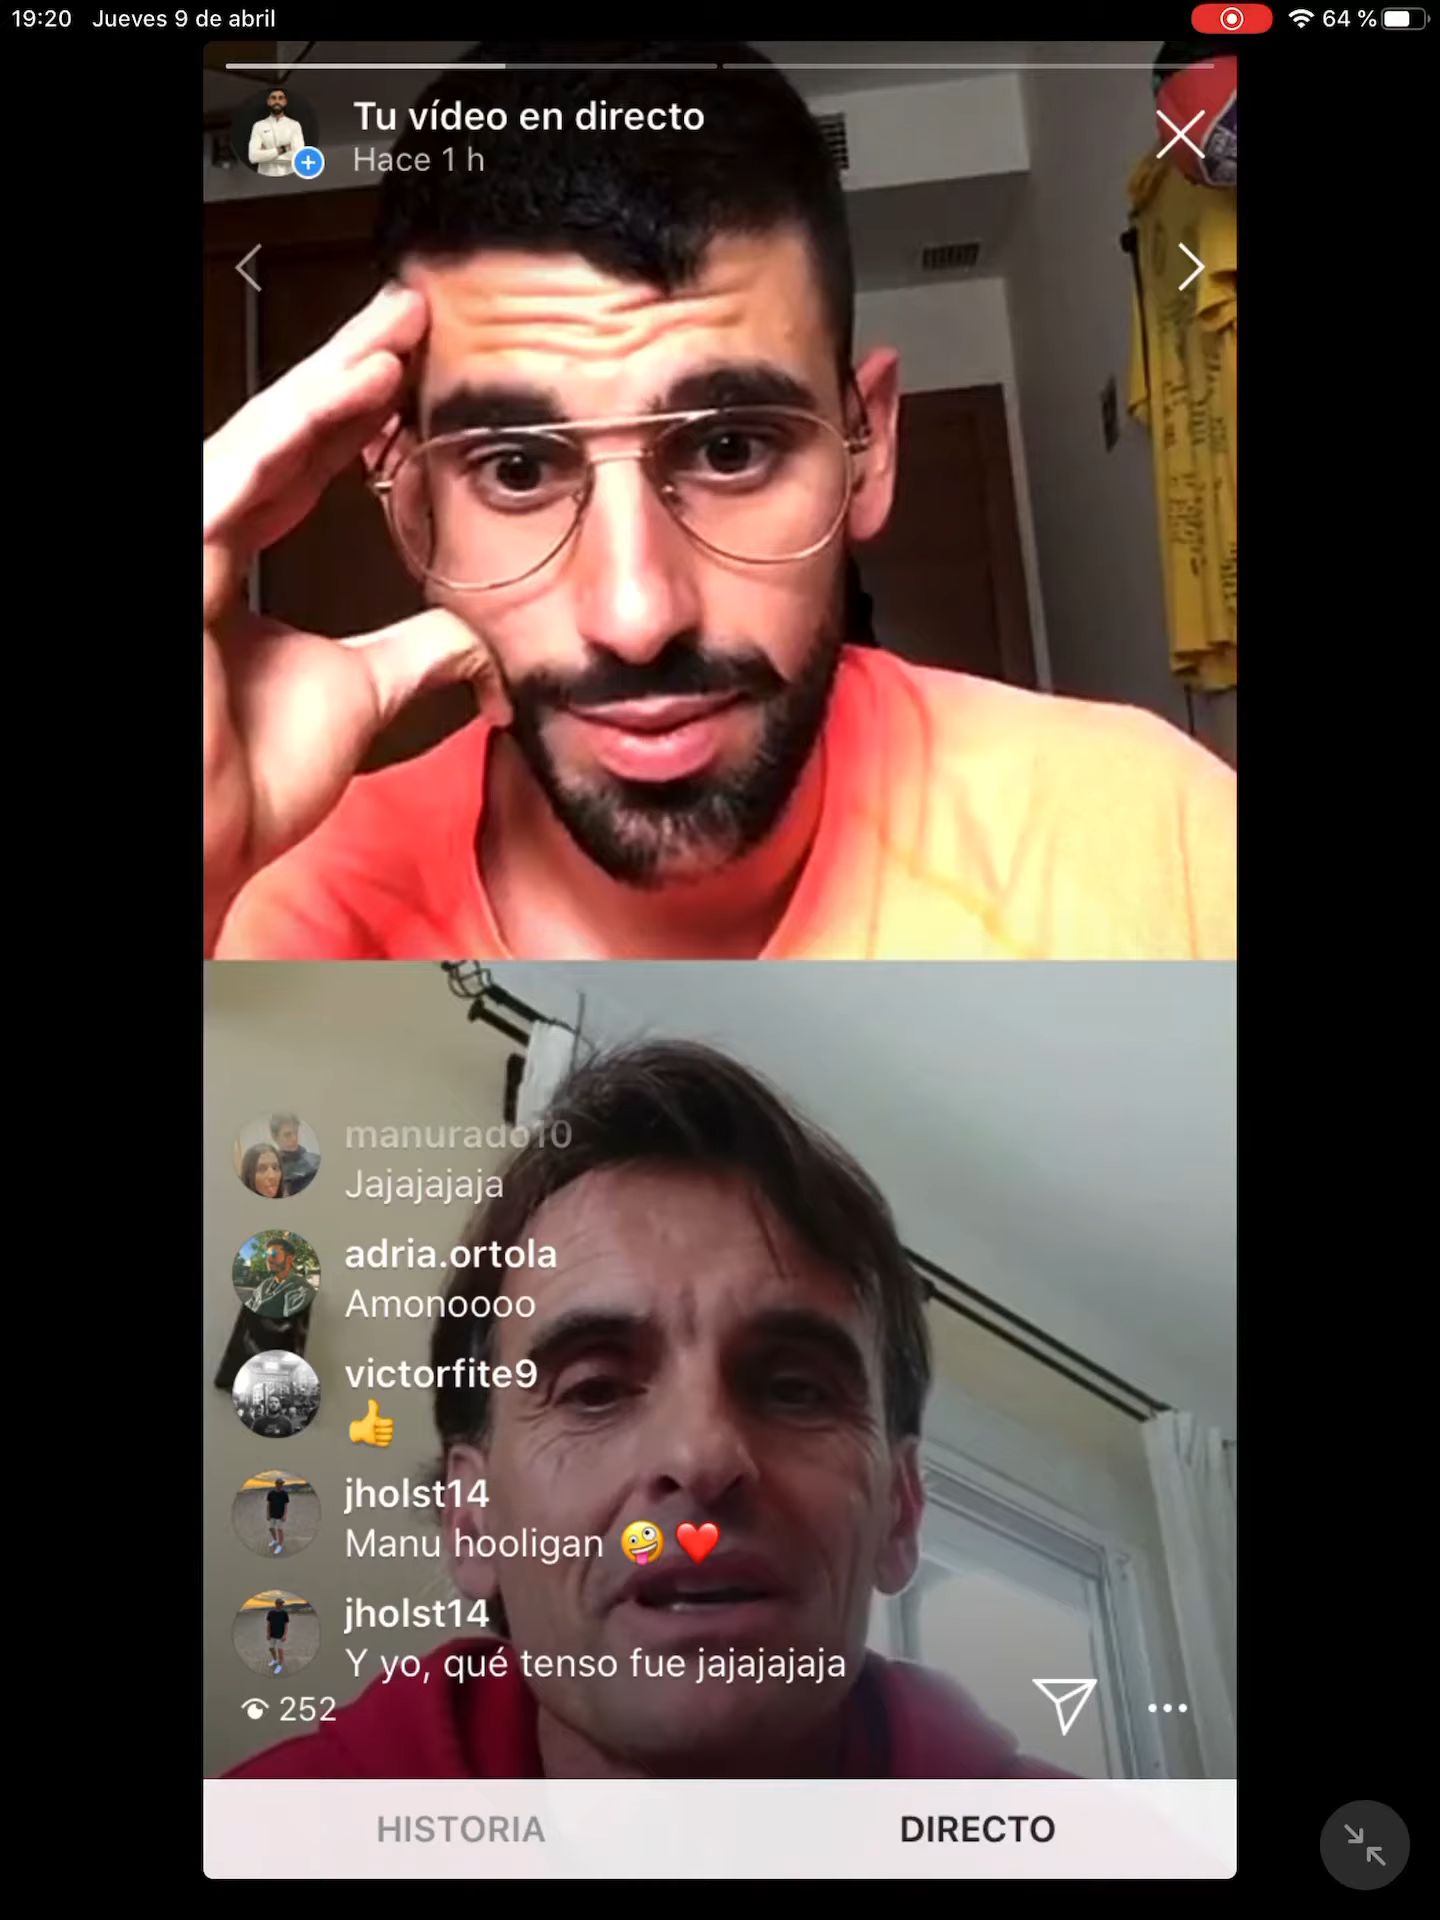 19:20 Jueves 9 de abril
64 %
Tu vídeo en directo
Hace 1 h
manurado10
Jajajajaja
adria.ortola
Amonoooo
victorfite9
👍
jholst14
Manu hooligan 🤪❤️
jholst14
Y yo, qué tenso fue jajajajaja
252
HISTORIA
DIRECTO